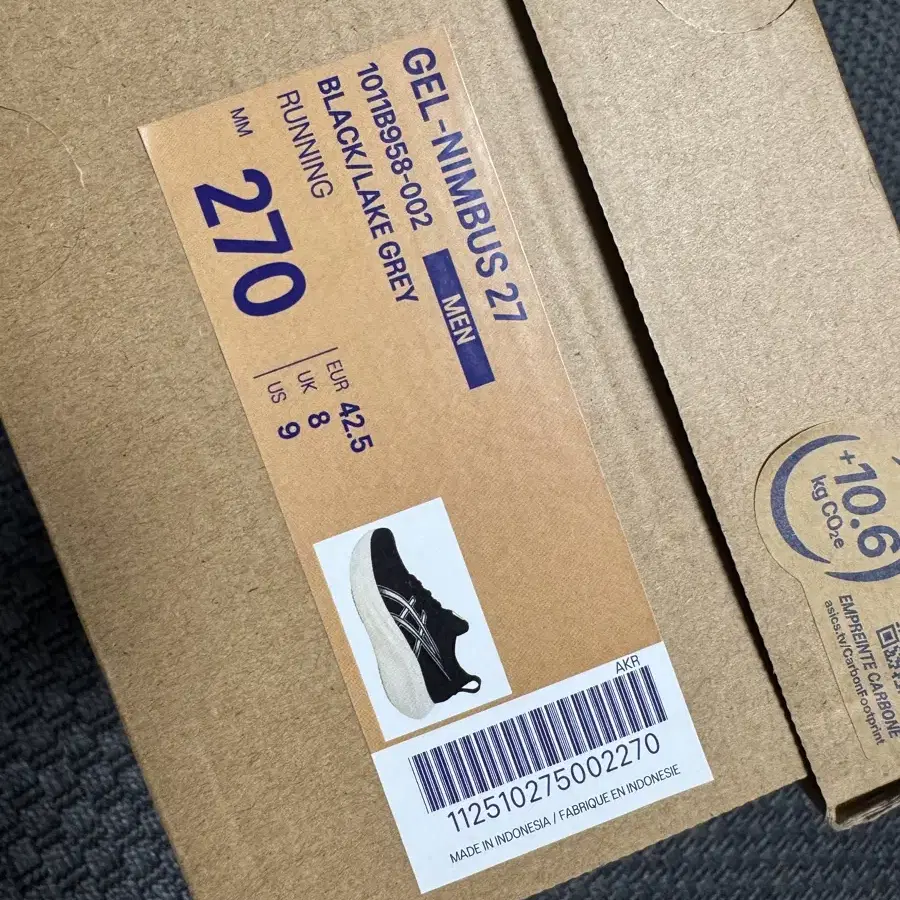 GEL-NIMBUS 27
1011B958-002
MEN
BLACK/LAKE GREY
RUNNING
MM
270
EUR 42.5
UK 8
US 9
AKR
112510275002270
MADE IN INDONESIA / FABRIQUE EN INDONESIE
+10.6
kg CO₂e
EMPREINTE CARBONE
asics.tv/CarbonFootprint